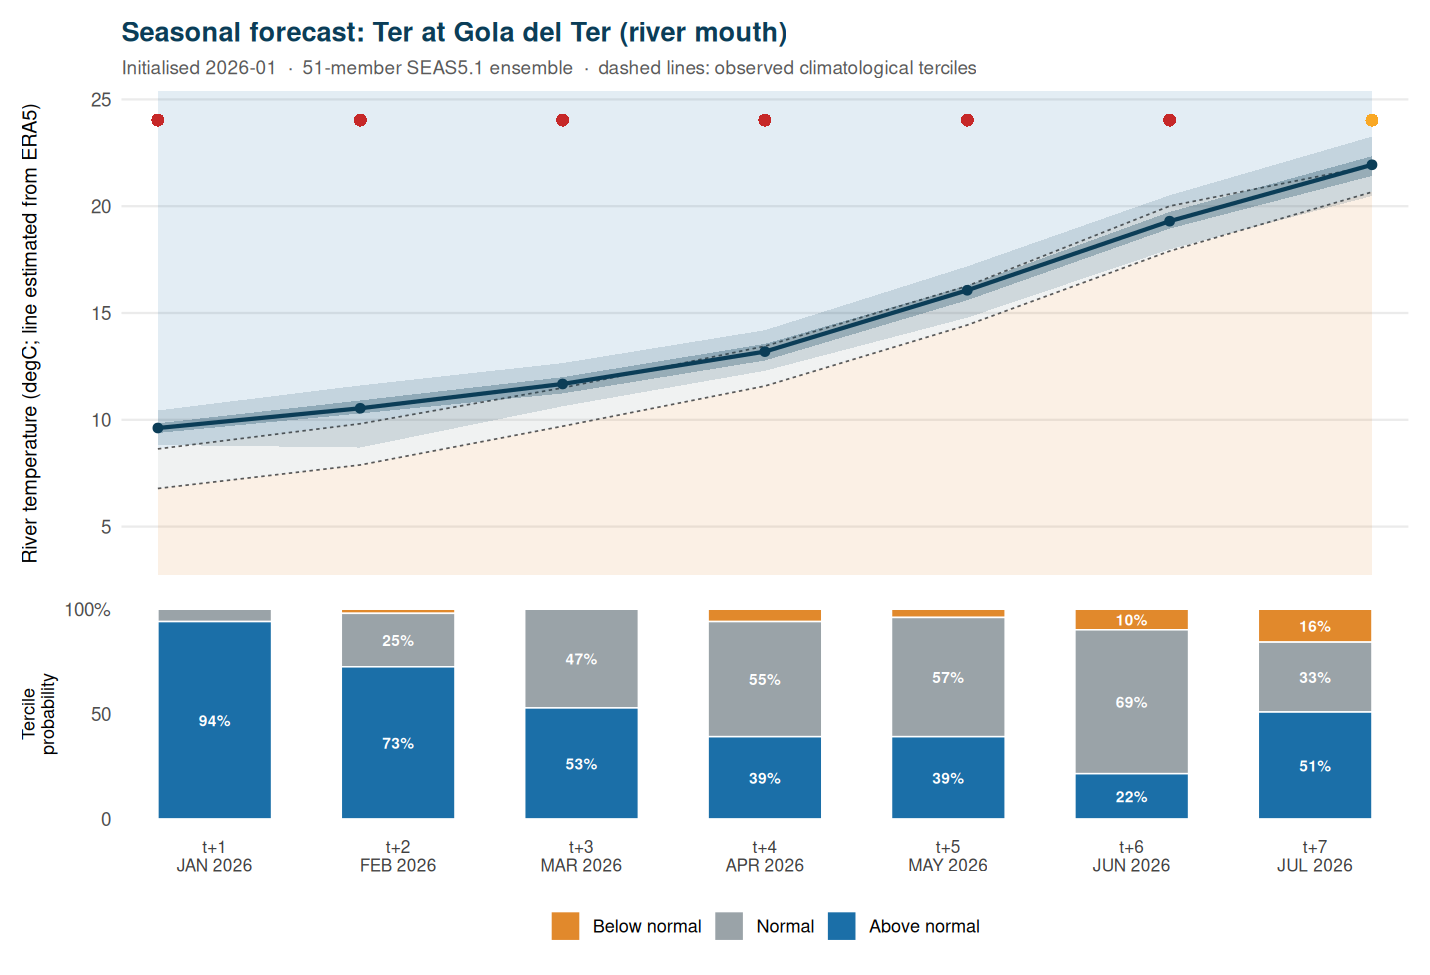 Seasonal forecast: Ter at Gola del Ter (river mouth)
Initialised 2026-01 · 51-member SEAS5.1 ensemble · dashed lines: observed climatological terciles
River temperature (degC; line estimated from ERA5)
25
20
15
10
5
Tercile
probability
100%
50
0
94%
25%
73%
47%
53%
55%
39%
57%
39%
10%
69%
22%
16%
33%
51%
t+1
JAN 2026
t+2
FEB 2026
t+3
MAR 2026
t+4
APR 2026
t+5
MAY 2026
t+6
JUN 2026
t+7
JUL 2026
Below normal
Normal
Above normal